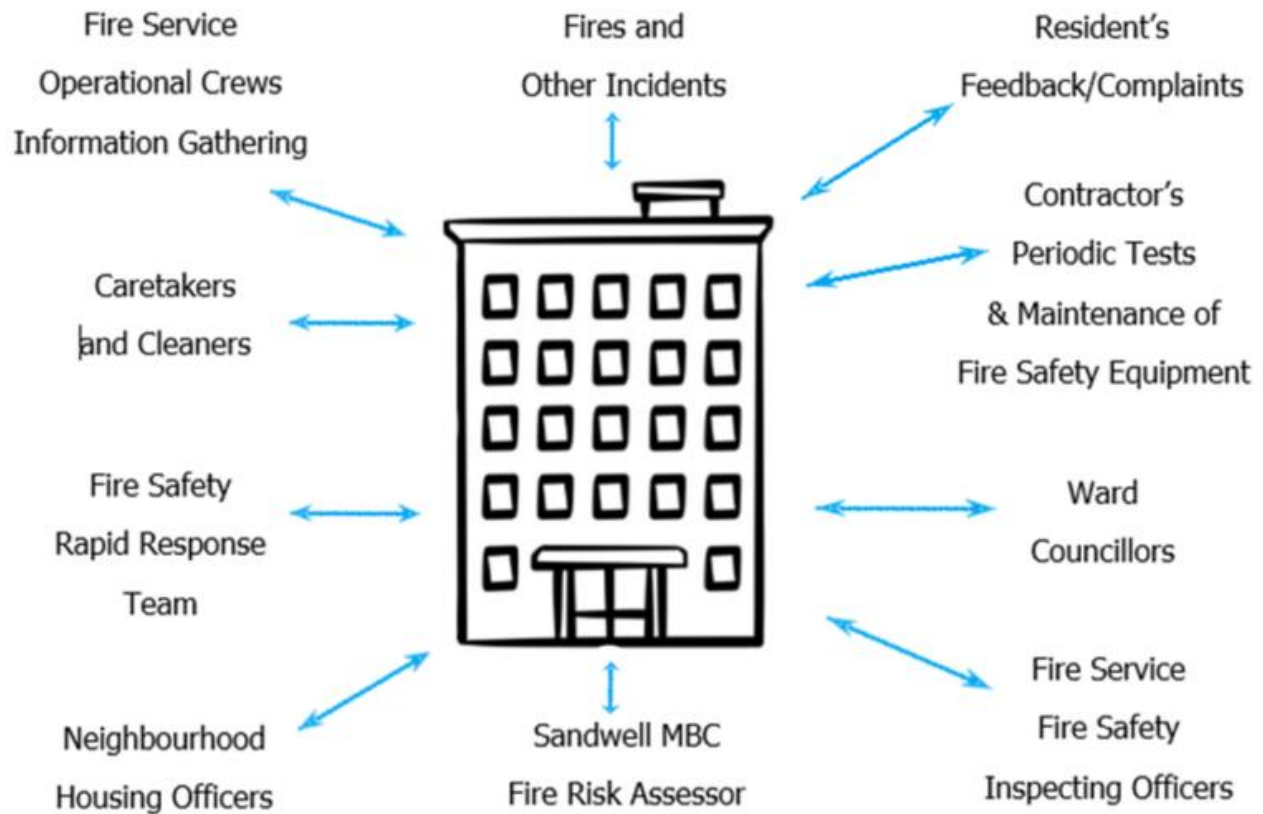 Fire Service
Operational Crews
Information Gathering
Fires and
Other Incidents
Resident’s
Feedback/Complaints
Contractor’s
Periodic Tests
& Maintenance of
Fire Safety Equipment
Caretakers
and Cleaners
Fire Safety
Rapid Response
Team
Ward
Councillors
Neighbourhood
Housing Officers
Sandwell MBC
Fire Risk Assessor
Fire Service
Fire Safety
Inspecting Officers